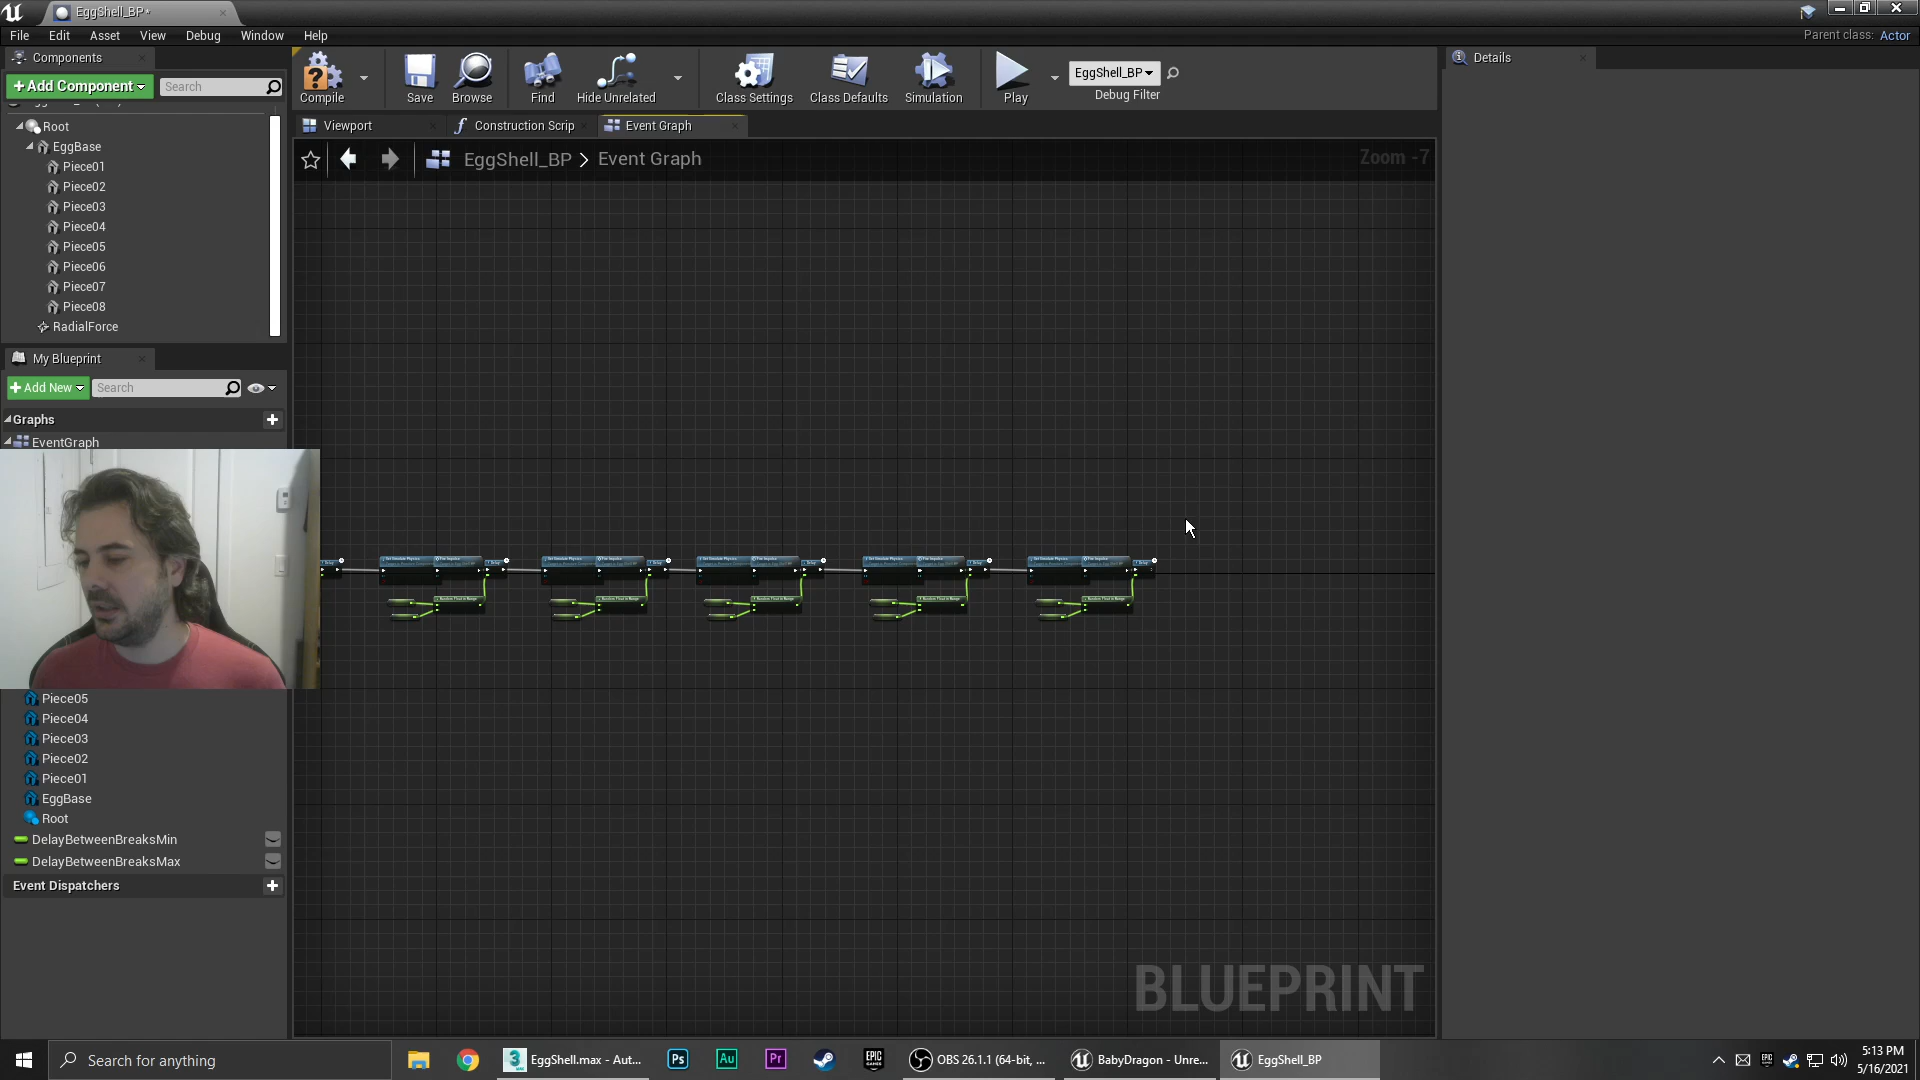 EggShell_BP*
File Edit Asset View Debug Window Help
Parent class: Actor
Components
Details
+ Add Component
Search
Compile
Save
Browse
Find
Hide Unrelated
Class Settings
Class Defaults
Simulation
Play
EggShell_BP
Debug Filter
Root
EggBase
Piece01
Piece02
Piece03
Piece04
Piece05
Piece06
Piece07
Piece08
RadialForce
Viewport
Construction Scrip
Event Graph
EggShell_BP > Event Graph
Zoom -7
My Blueprint
+ Add New
Search
Graphs
EventGraph
Piece05
Piece04
Piece03
Piece02
Piece01
EggBase
Root
DelayBetweenBreaksMin
DelayBetweenBreaksMax
Event Dispatchers
BLUEPRINT
Search for anything
EggShell.max - Aut...
OBS 26.1.1 (64-bit, ...
BabyDragon - Unre...
EggShell_BP
5:13 PM
5/16/2021